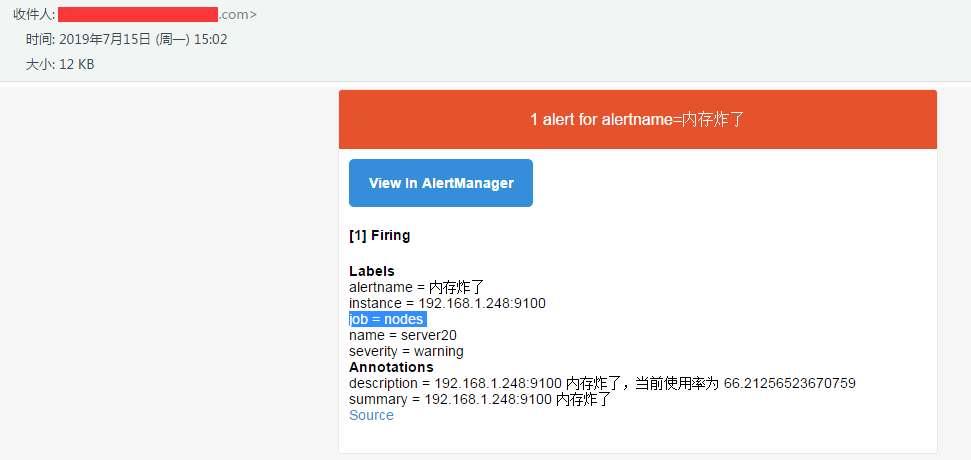 收件人: .com>
时间: 2019年7月15日 (周一) 15:02
大小: 12 KB
1 alert for alertname=内存炸了
View In AlertManager
[1] Firing
Labels
alertname = 内存炸了
instance = 192.168.1.248:9100
job = nodes
name = server20
severity = warning
Annotations
description = 192.168.1.248:9100 内存炸了，当前使用率为 66.21256523670759
summary = 192.168.1.248:9100 内存炸了
Source